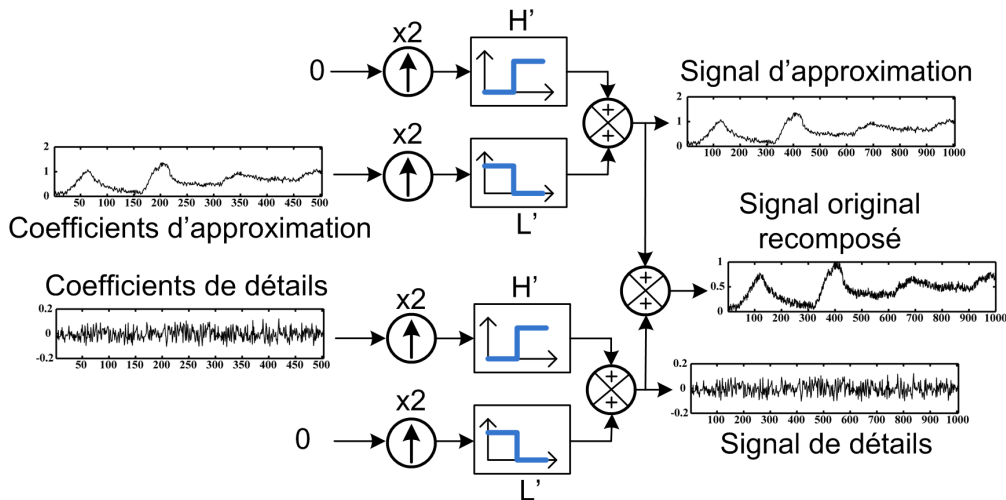 H'
x2
0
Signal d'approximation
2
1
0
100 200 300 400 500 600 700 800 900 1000
+
+
x2
2
1
0
50 100 150 200 250 300 350 400 450 500
L'
Coefficients d'approximation
Signal original
recomposé
1
0.5
0
100 200 300 400 500 600 700 800 900 1000
+
+
Coefficients de détails
0.2
0
-0.2
50 100 150 200 250 300 350 400 450 500
x2
H'
+
+
0.2
0
-0.2
100 200 300 400 500 600 700 800 900 1000
Signal de détails
x2
0
L'